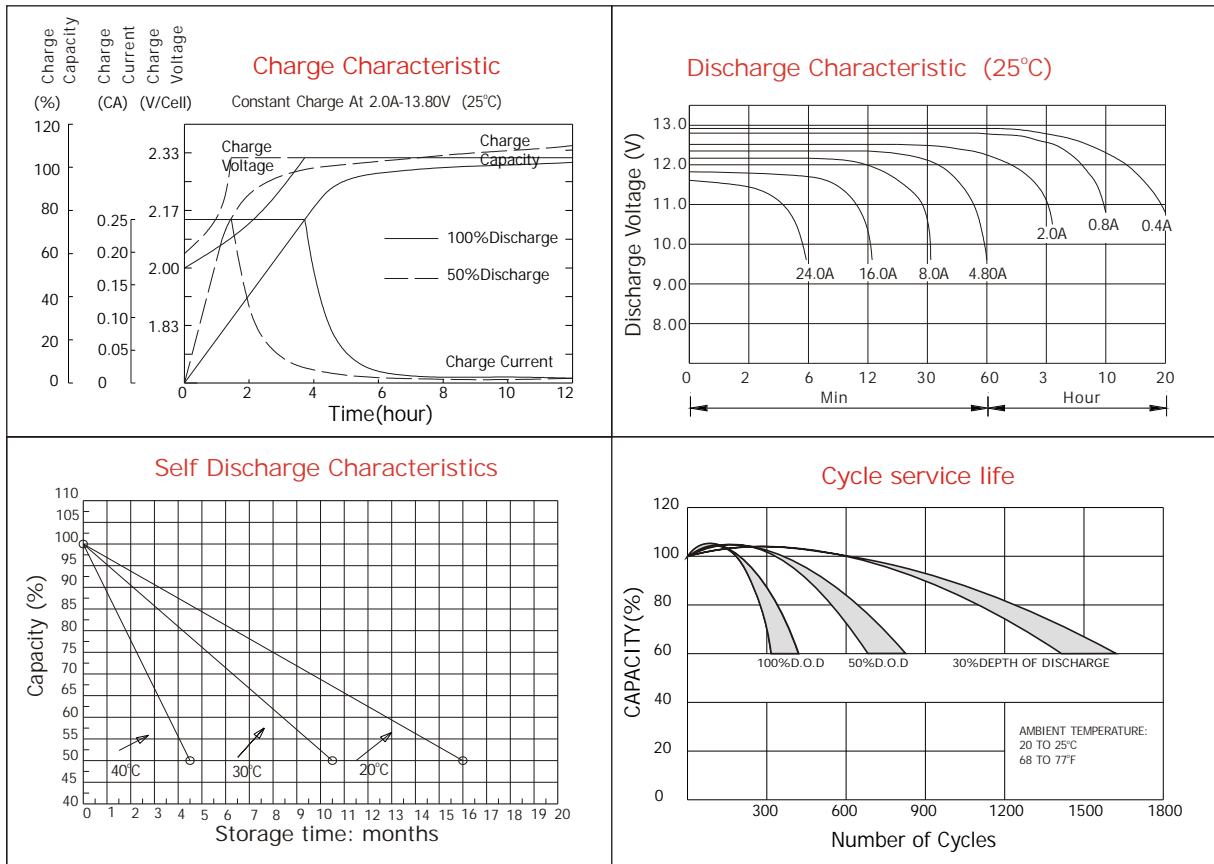 Charge Characteristic
Charge Capacity
Charge Current
Charge Voltage
(%) (CA) (V/Cell)
Constant Charge At 2.0A-13.80V (25°C)
120
100
80
60
40
20
0
0.25
0.20
0.15
0.10
0.05
0
2.33
2.17
2.00
1.83
Charge Voltage
Charge Capacity
100%Discharge
50%Discharge
Charge Current
0 2 4 6 8 10 12
Time(hour)
Discharge Characteristic (25°C)
Discharge Voltage (V)
13.0
12.0
11.0
10.0
9.00
8.00
24.0A 16.0A 8.0A 4.80A 2.0A 0.8A 0.4A
0 2 6 12 30 60 3 10 20
Min Hour
Self Discharge Characteristics
Capacity (%)
110
105
100
95
90
85
80
75
70
65
60
55
50
45
40
40°C 30°C 20°C
0 1 2 3 4 5 6 7 8 9 10 11 12 13 14 15 16 17 18 19 20
Storage time: months
Cycle service life
CAPACITY(%)
120
100
80
60
40
20
0
100%D.O.D 50%D.O.D 30%DEPTH OF DISCHARGE
AMBIENT TEMPERATURE:
20 TO 25°C
68 TO 77°F
300 600 900 1200 1500 1800
Number of Cycles